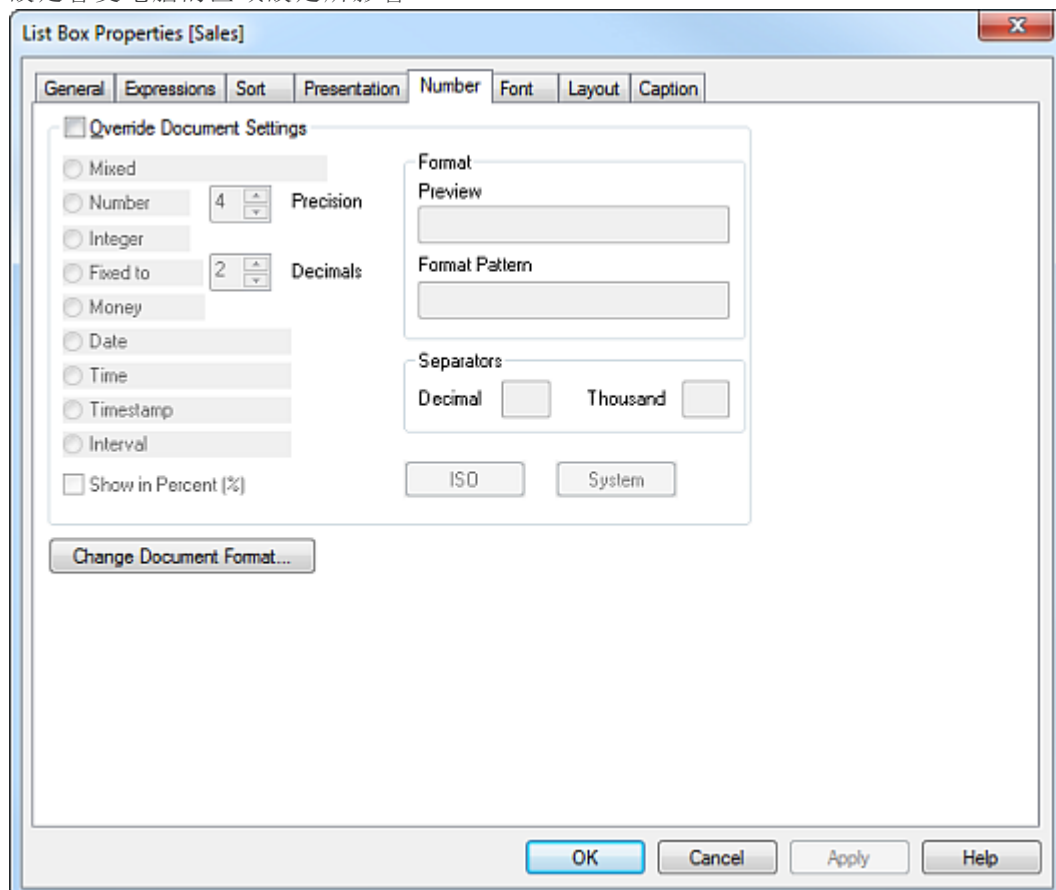 List Box Properties [Sales]
General Expressions Sort Presentation Number Font Layout Caption
Override Document Settings
Mixed
Number 4 Precision
Integer
Fixed to 2 Decimals
Money
Date
Time
Timestamp
Interval
Show in Percent (%)
Format
Preview
Format Pattern
Separators
Decimal Thousand
ISO System
Change Document Format...
OK Cancel Apply Help